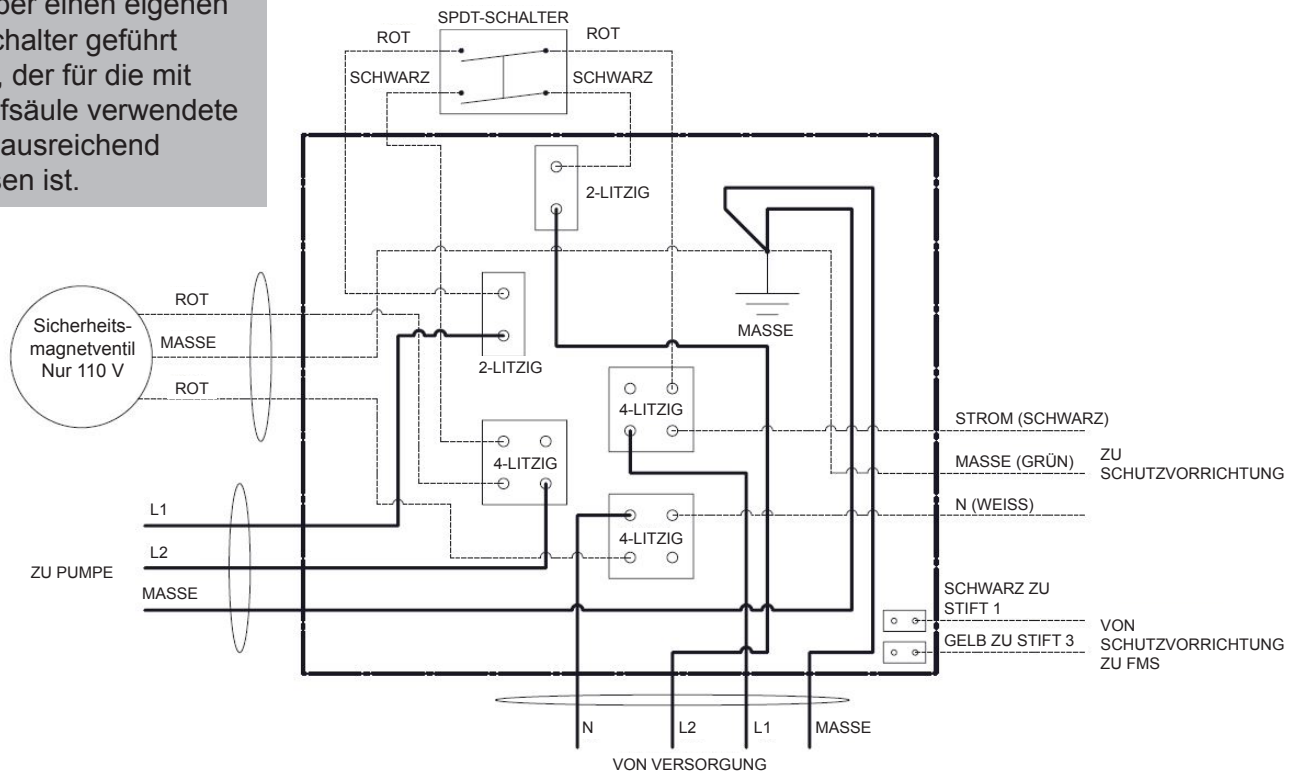 ber einen eigenen
chalter geführt
, der für die mit
fsäule verwendete
ausreichend
sen ist.
SPDT-SCHALTER
ROT
ROT
SCHWARZ
SCHWARZ
2-LITZIG
ROT
Sicherheits-
magnetventil
Nur 110 V
MASSE
ROT
MASSE
2-LITZIG
4-LITZIG
4-LITZIG
4-LITZIG
STROM (SCHWARZ)
MASSE (GRÜN)
N (WEISS)
ZU
SCHUTZVORRICHTUNG
L1
L2
MASSE
ZU PUMPE
SCHWARZ ZU
STIFT 1
GELB ZU STIFT 3
VON
SCHUTZVORRICHTUNG
ZU FMS
N
L2
L1
MASSE
VON VERSORGUNG